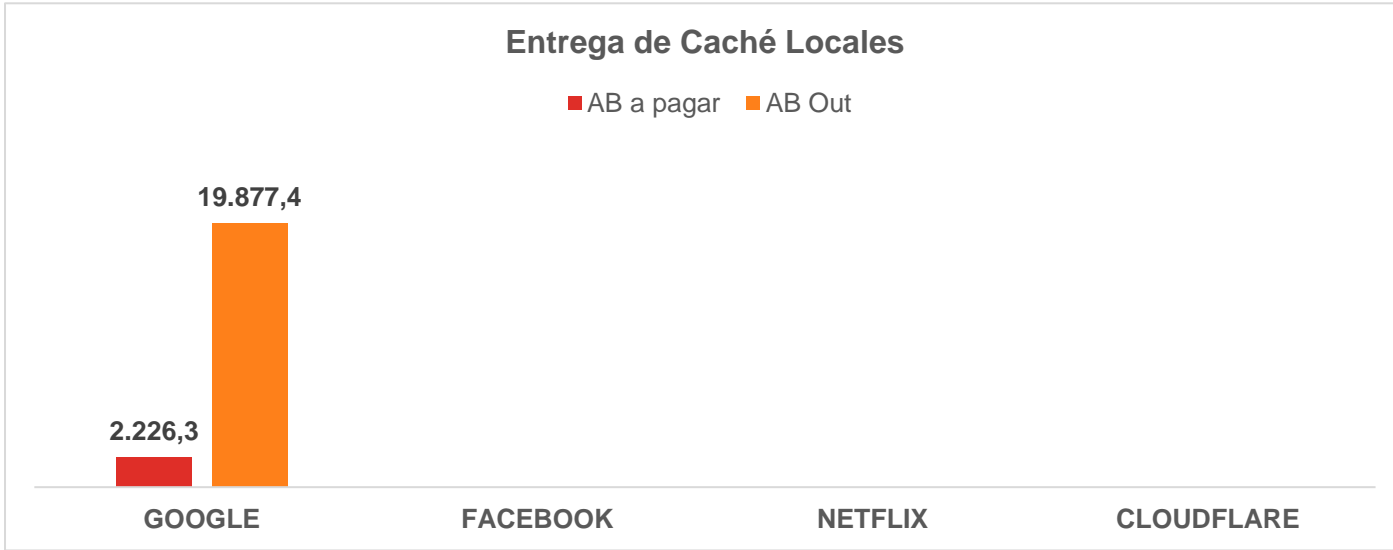 Entrega de Caché Locales
AB a pagar AB Out
19.877,4
2.226,3
GOOGLE FACEBOOK NETFLIX CLOUDFLARE